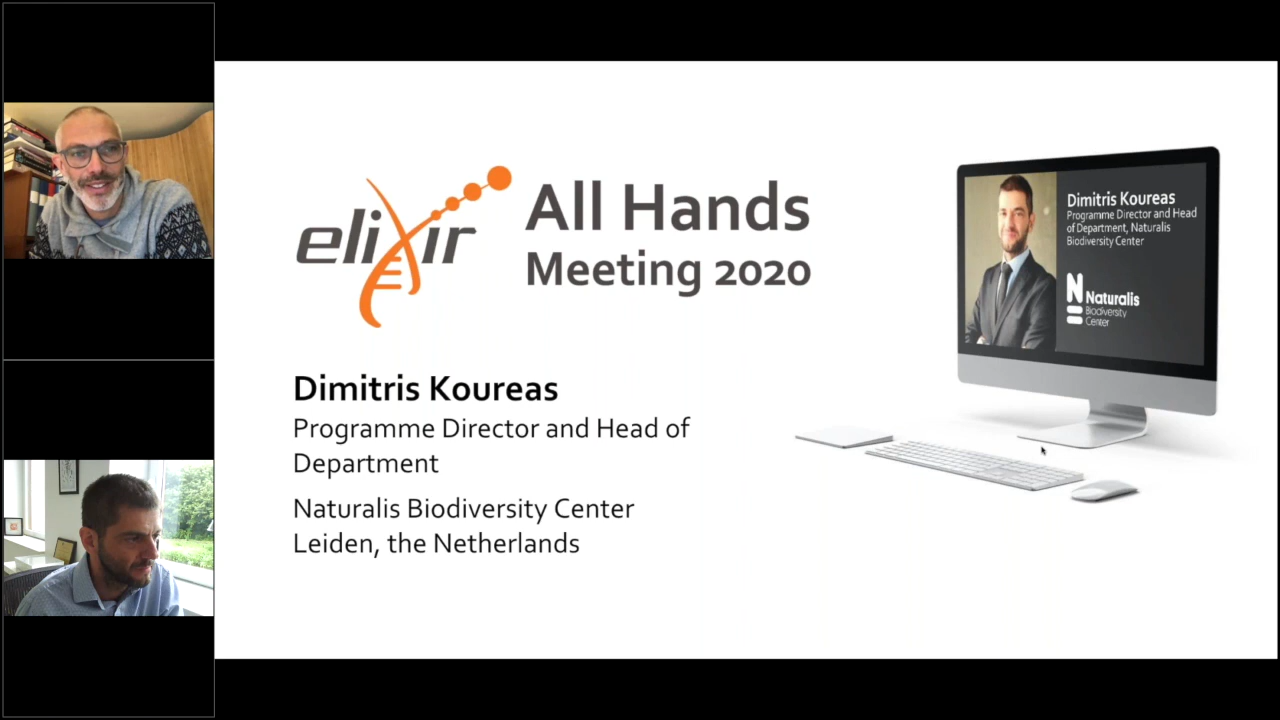 elixir
All Hands
Meeting 2020
Dimitris Koureas
Programme Director and Head of
Department
Naturalis Biodiversity Center
Leiden, the Netherlands
Dimitris Koureas
Programme Director and Head
of Department, Naturalis
Biodiversity Center
N
Naturalis
Biodiversity
Center